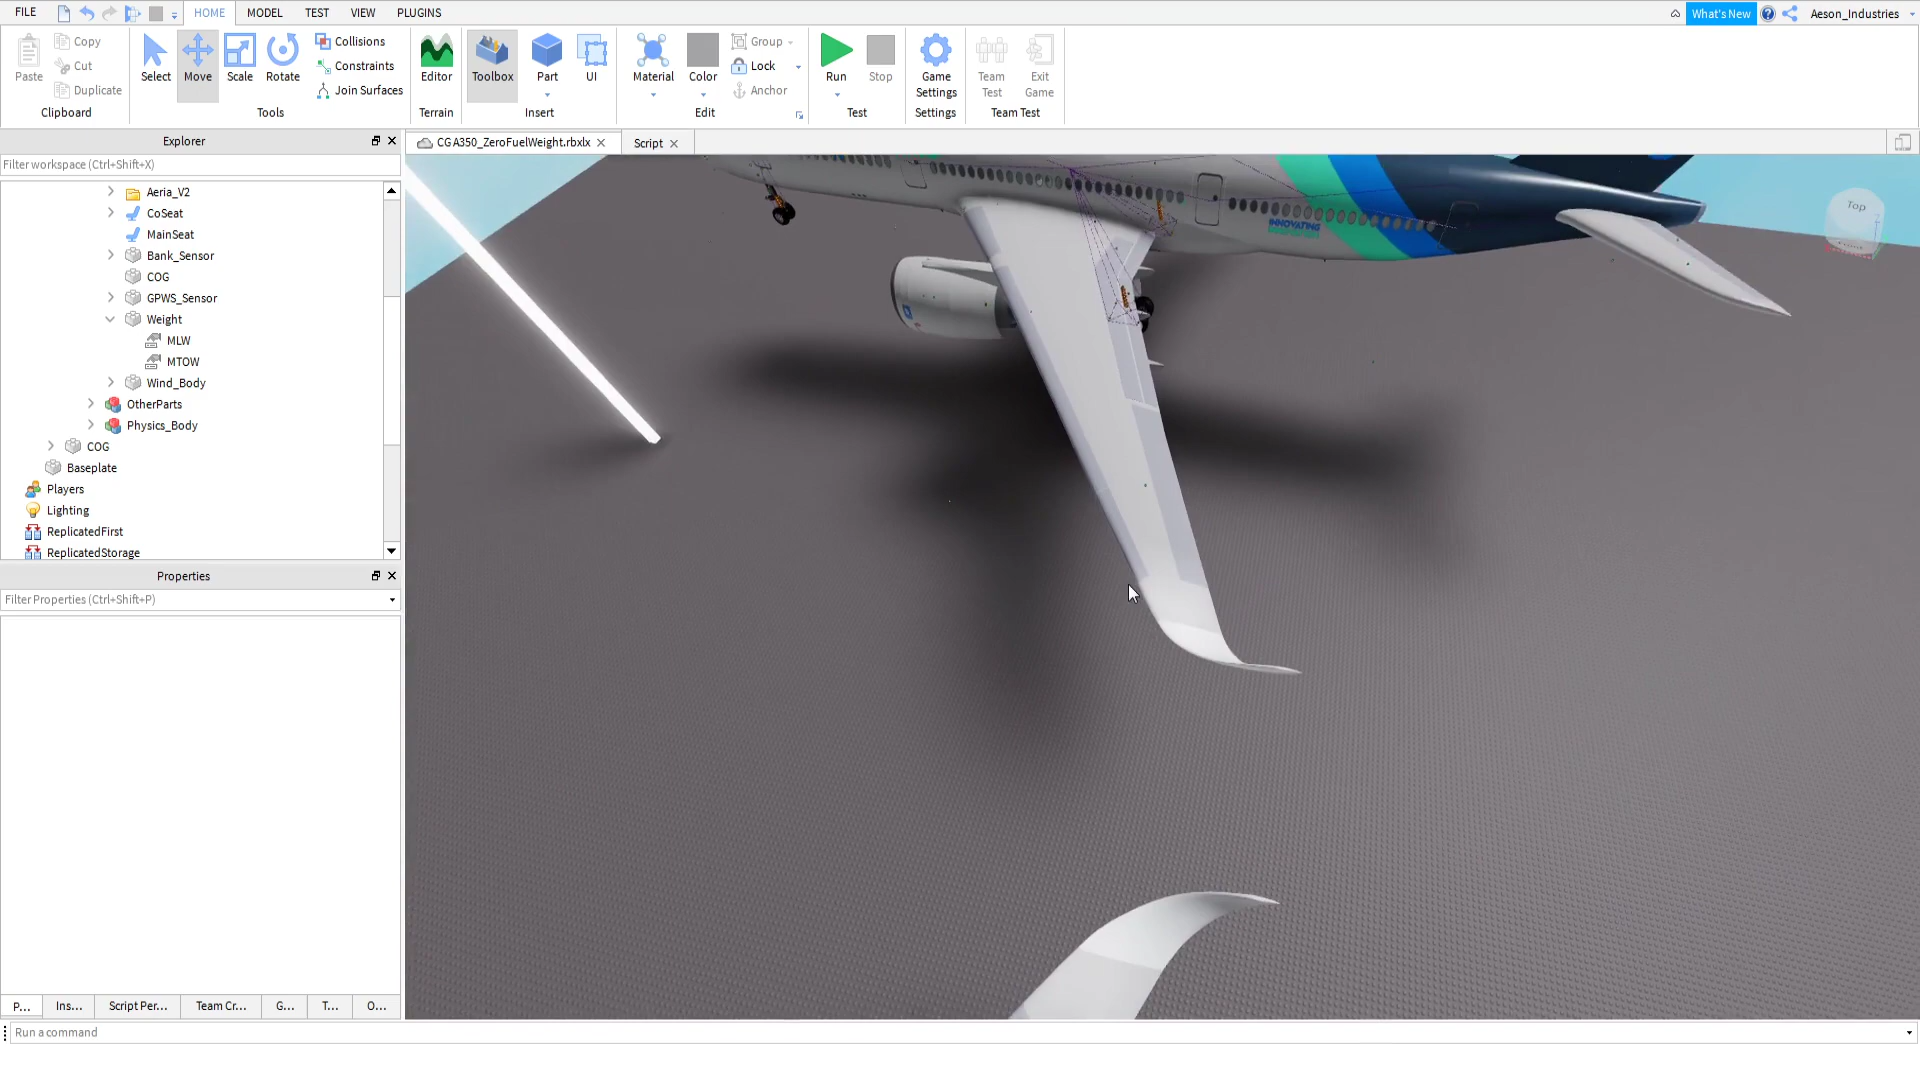 FILE HOME MODEL TEST VIEW PLUGINS What's New Aeson_Industries
Paste Copy Cut Duplicate
Clipboard
Select Move Scale Rotate Collisions Constraints Join Surfaces
Tools
Editor
Terrain
Toolbox Part UI
Insert
Material Color Group Lock Anchor
Edit
Run Stop
Test
Game Settings
Settings
Team Test Exit Game
Team Test
Explorer
Filter workspace (Ctrl+Shift+X)
Aeria_V2
CoSeat
MainSeat
Bank_Sensor
COG
GPWS_Sensor
Weight
MLW
MTOW
Wind_Body
OtherParts
Physics_Body
COG
Baseplate
Players
Lighting
ReplicatedFirst
ReplicatedStorage
Properties
Filter Properties (Ctrl+Shift+P)
P... Ins... Script Per... Team Cr... G... T... O...
CG A350_ZeroFuelWeight.rbxlx Script
Top
INNOVATING
Run a command